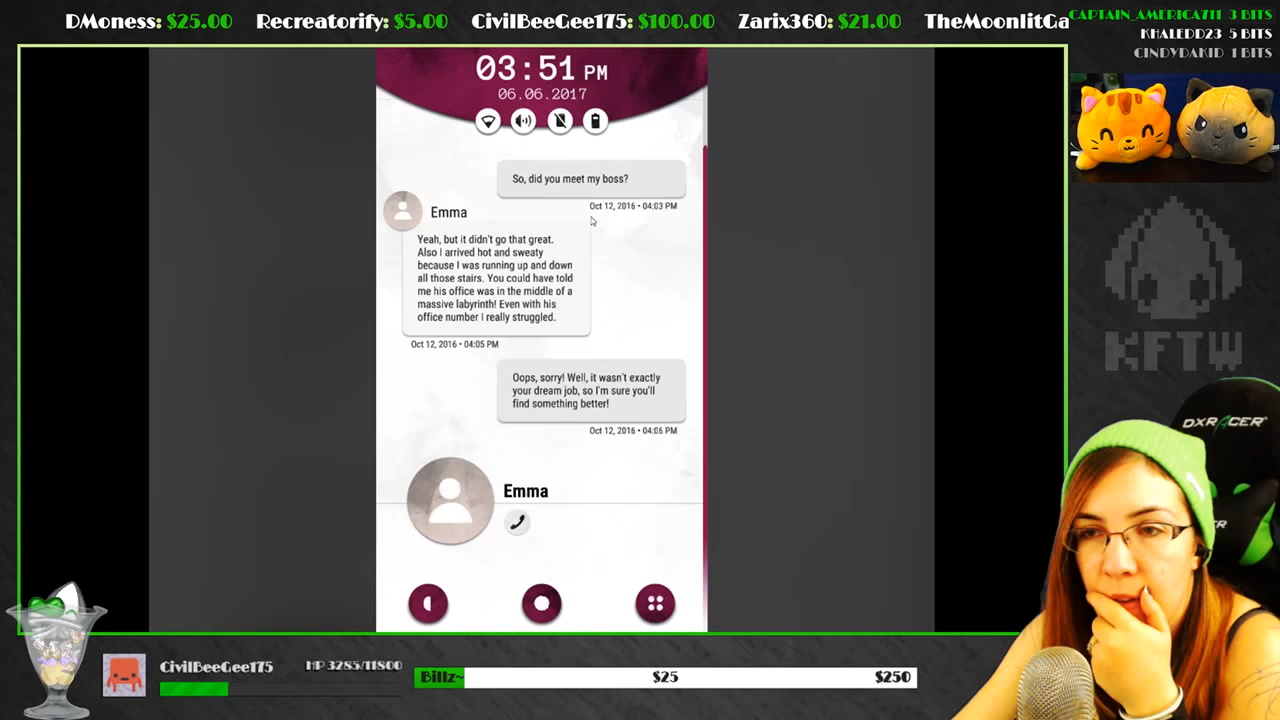 DMoness: $25.00 Recreatorify: $5.00 CivilBeeGee175: $100.00 Zarix360: $21.00 TheMoonlitGa
CAPTAIN_AMERICA711 3 BITS
KHALEDD23 5 BITS
CINDYDAKID 1 BITS
03:51 PM
06.06.2017
So, did you meet my boss?
Oct 12, 2016 • 04:03 PM
Emma
Yeah, but it didn't go that great.
Also I arrived hot and sweaty
because I was running up and down
all those stairs. You could have told
me his office was in the middle of a
massive labyrinth! Even with his
office number I really struggled.
Oct 12, 2016 • 04:05 PM
Oops, sorry! Well, it wasn't exactly
your dream job, so I'm sure you'll
find something better!
Oct 12, 2016 • 04:06 PM
Emma
KFTW
DXRACER
CivilBeeGee175 HP 3285/11800
Billz~ $25 $250